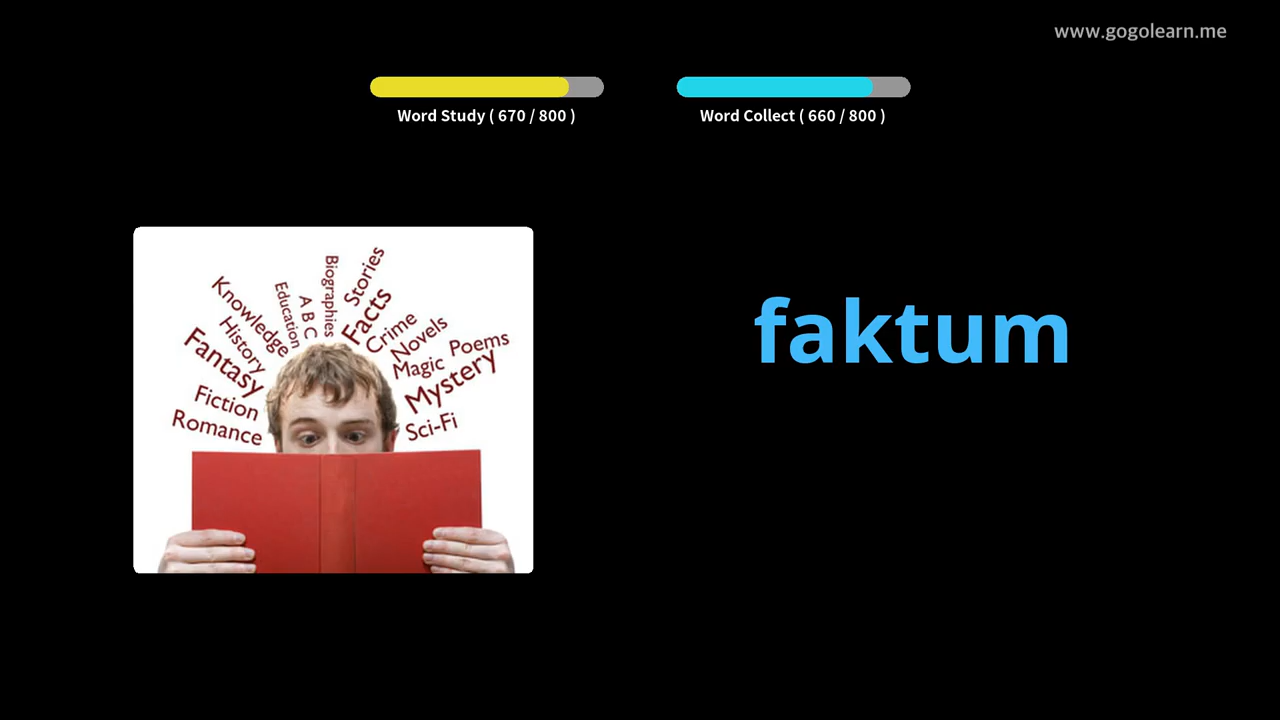 www.gogolearn.me
Word Study ( 670 / 800 )
Word Collect ( 660 / 800 )
faktum
Biographies
Stories
Education
A B C
Facts
Knowledge
Crime
History
Novels
Fantasy
Magic
Poems
Mystery
Fiction
Romance
Sci-Fi